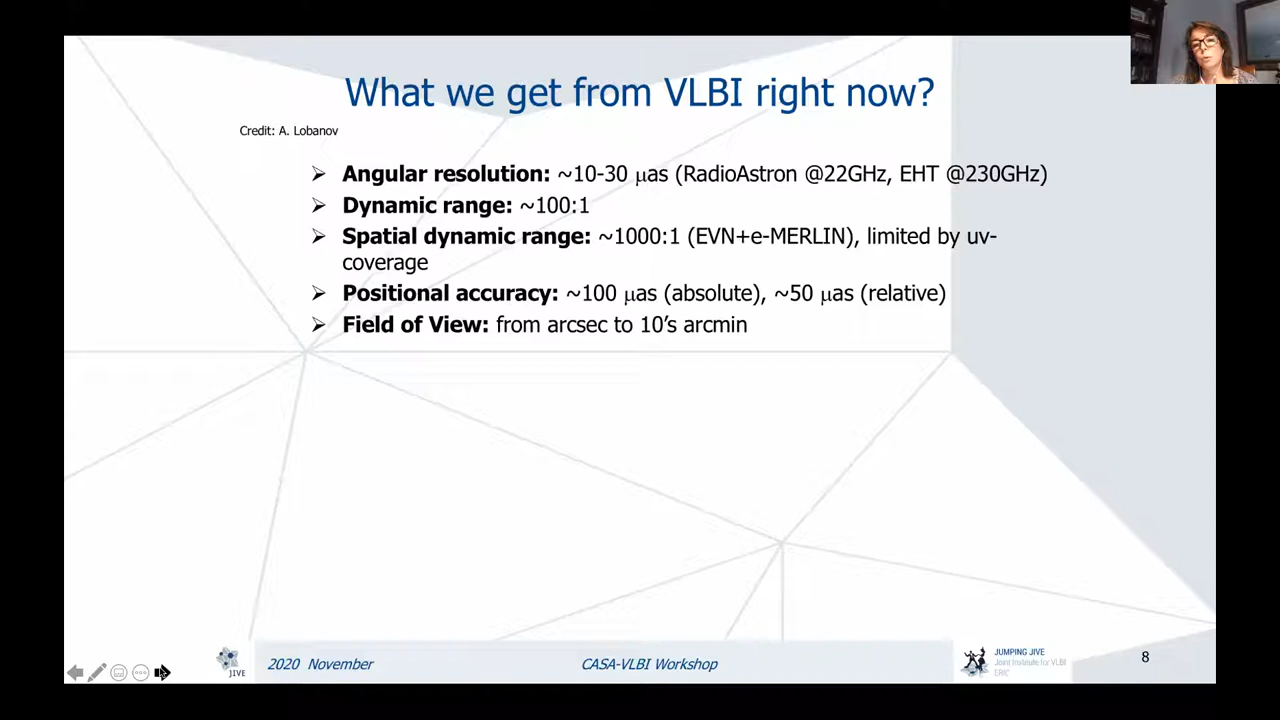 What we get from VLBI right now?
Credit: A. Lobanov
➢ Angular resolution: ~10-30 μas (RadioAstron @22GHz, EHT @230GHz)
➢ Dynamic range: ~100:1
➢ Spatial dynamic range: ~1000:1 (EVN+e-MERLIN), limited by uv-
coverage
➢ Positional accuracy: ~100 μas (absolute), ~50 μas (relative)
➢ Field of View: from arcsec to 10’s arcmin
JIVE
2020 November
CASA-VLBI Workshop
JUMPING JIVE
Joint Institute for VLBI
ERIC
8